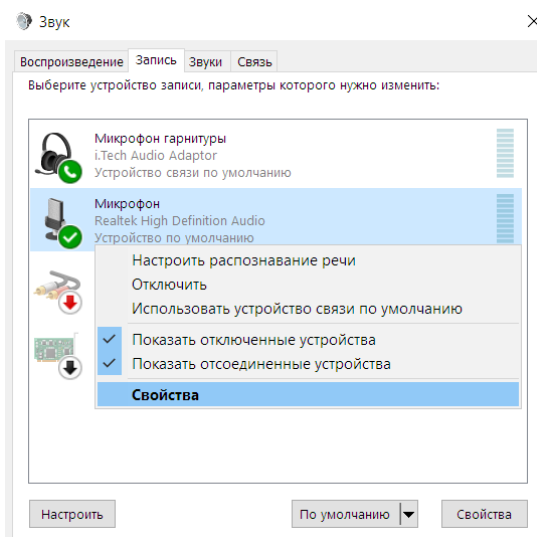 Звук
Воспроизведение Запись Звуки Связь
Выберите устройство записи, параметры которого нужно изменить:
Микрофон гарнитуры
i.Tech Audio Adaptor
Устройство связи по умолчанию
Микрофон
Realtek High Definition Audio
Устройство по умолчанию
Настроить распознавание речи
Отключить
Использовать устройство связи по умолчанию
Показать отключенные устройства
Показать отсоединенные устройства
Свойства
Настроить По умолчанию Свойства